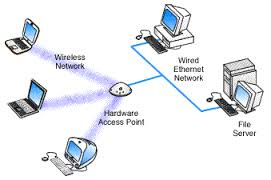 Wireless
Network
Wired
Ethernet
Network
Hardware
Access Point
File
Server